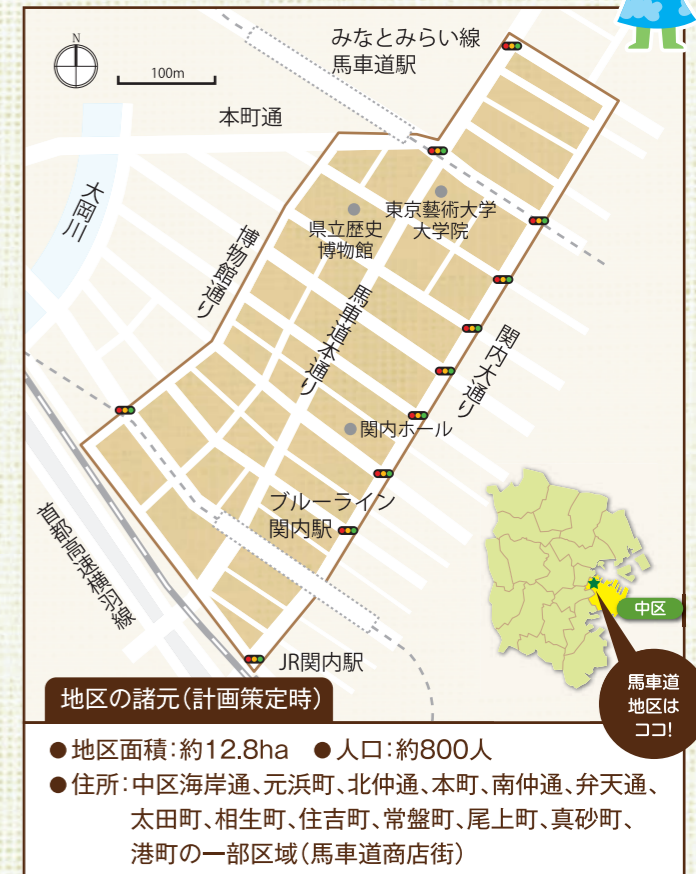 N
100m
みなとみらい線
馬車道駅
本町通
大岡川
博物館通り
県立歴史
博物館
東京藝術大学
大学院
馬車道本通り
関内大通り
関内ホール
ブルーライン
関内駅
首都高速横羽線
JR関内駅
中区
馬車道
地区は
ココ!
地区の諸元(計画策定時)
●地区面積:約12.8ha ●人口:約800人
●住所:中区海岸通、元浜町、北仲通、本町、南仲通、弁天通、
太田町、相生町、住吉町、常盤町、尾上町、真砂町、
港町の一部区域(馬車道商店街)